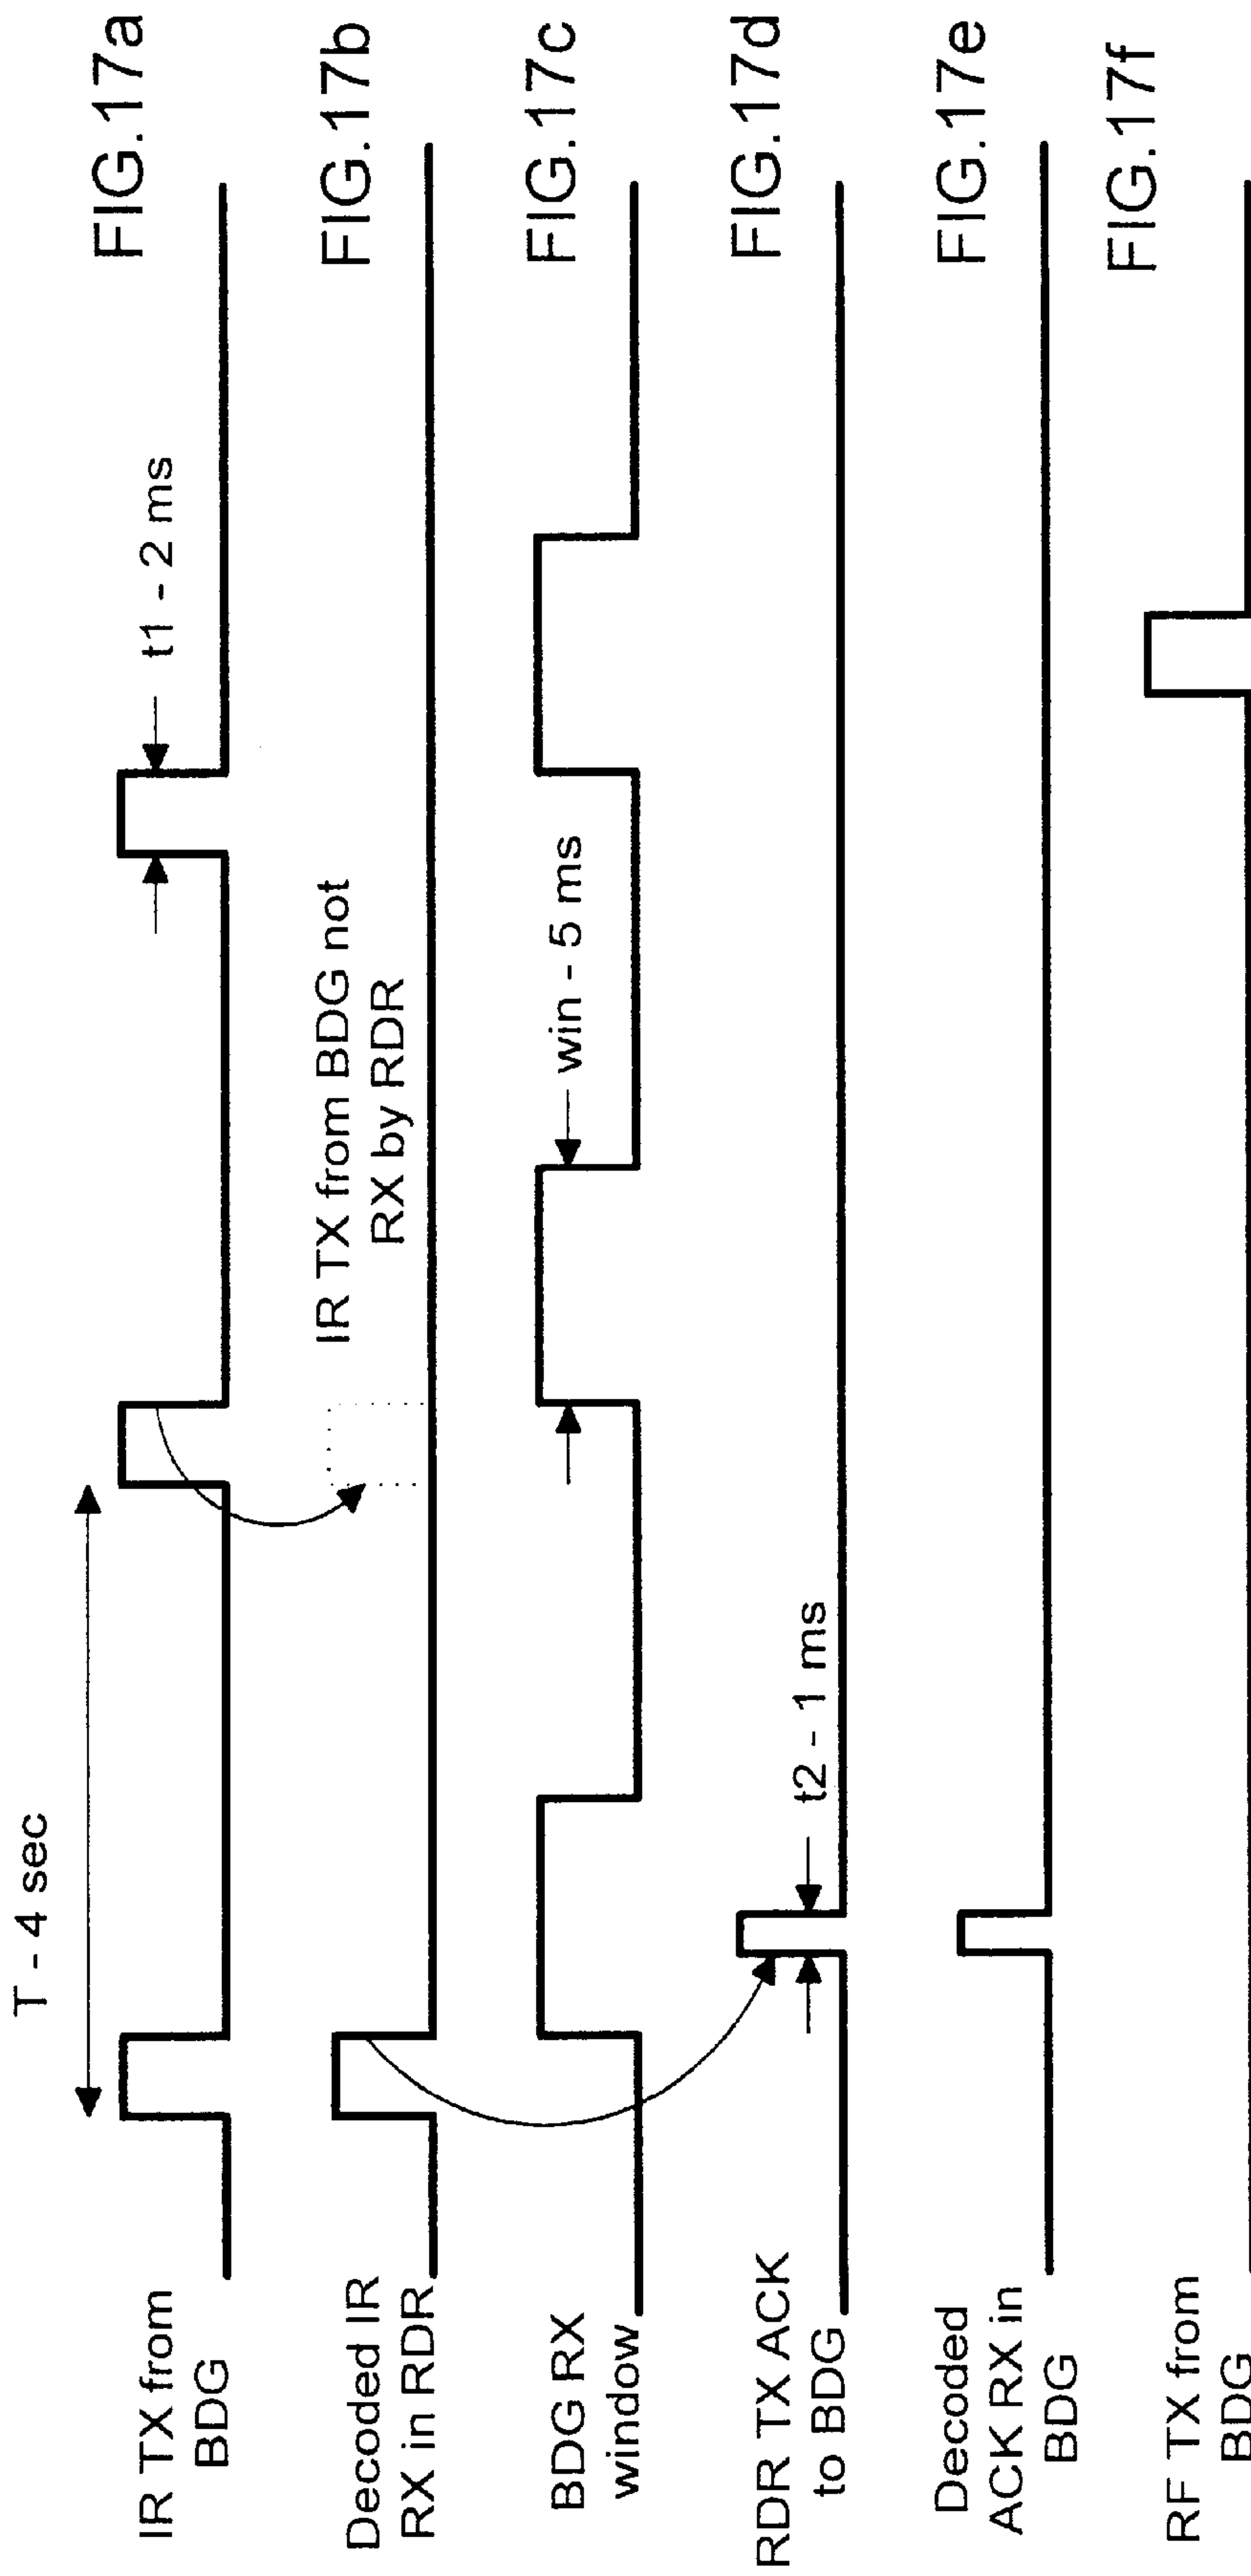 T - 4 sec
IR TX from
BDG
t1 - 2 ms
FIG.17a
Decoded IR
RX in RDR
IR TX from BDG not
RX by RDR
FIG.17b
BDG RX
window
win - 5 ms
FIG.17c
RDR TX ACK
to BDG
t2 - 1 ms
FIG.17d
Decoded
ACK RX in
BDG
FIG.17e
RF TX from
BDG
FIG.17f